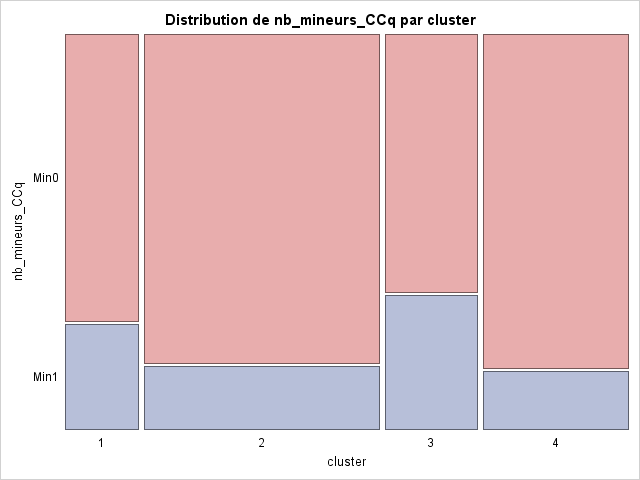 Distribution de nb_mineurs_CCq par cluster
nb_mineurs_CCq
Min0
Min1
1 2 3 4
cluster